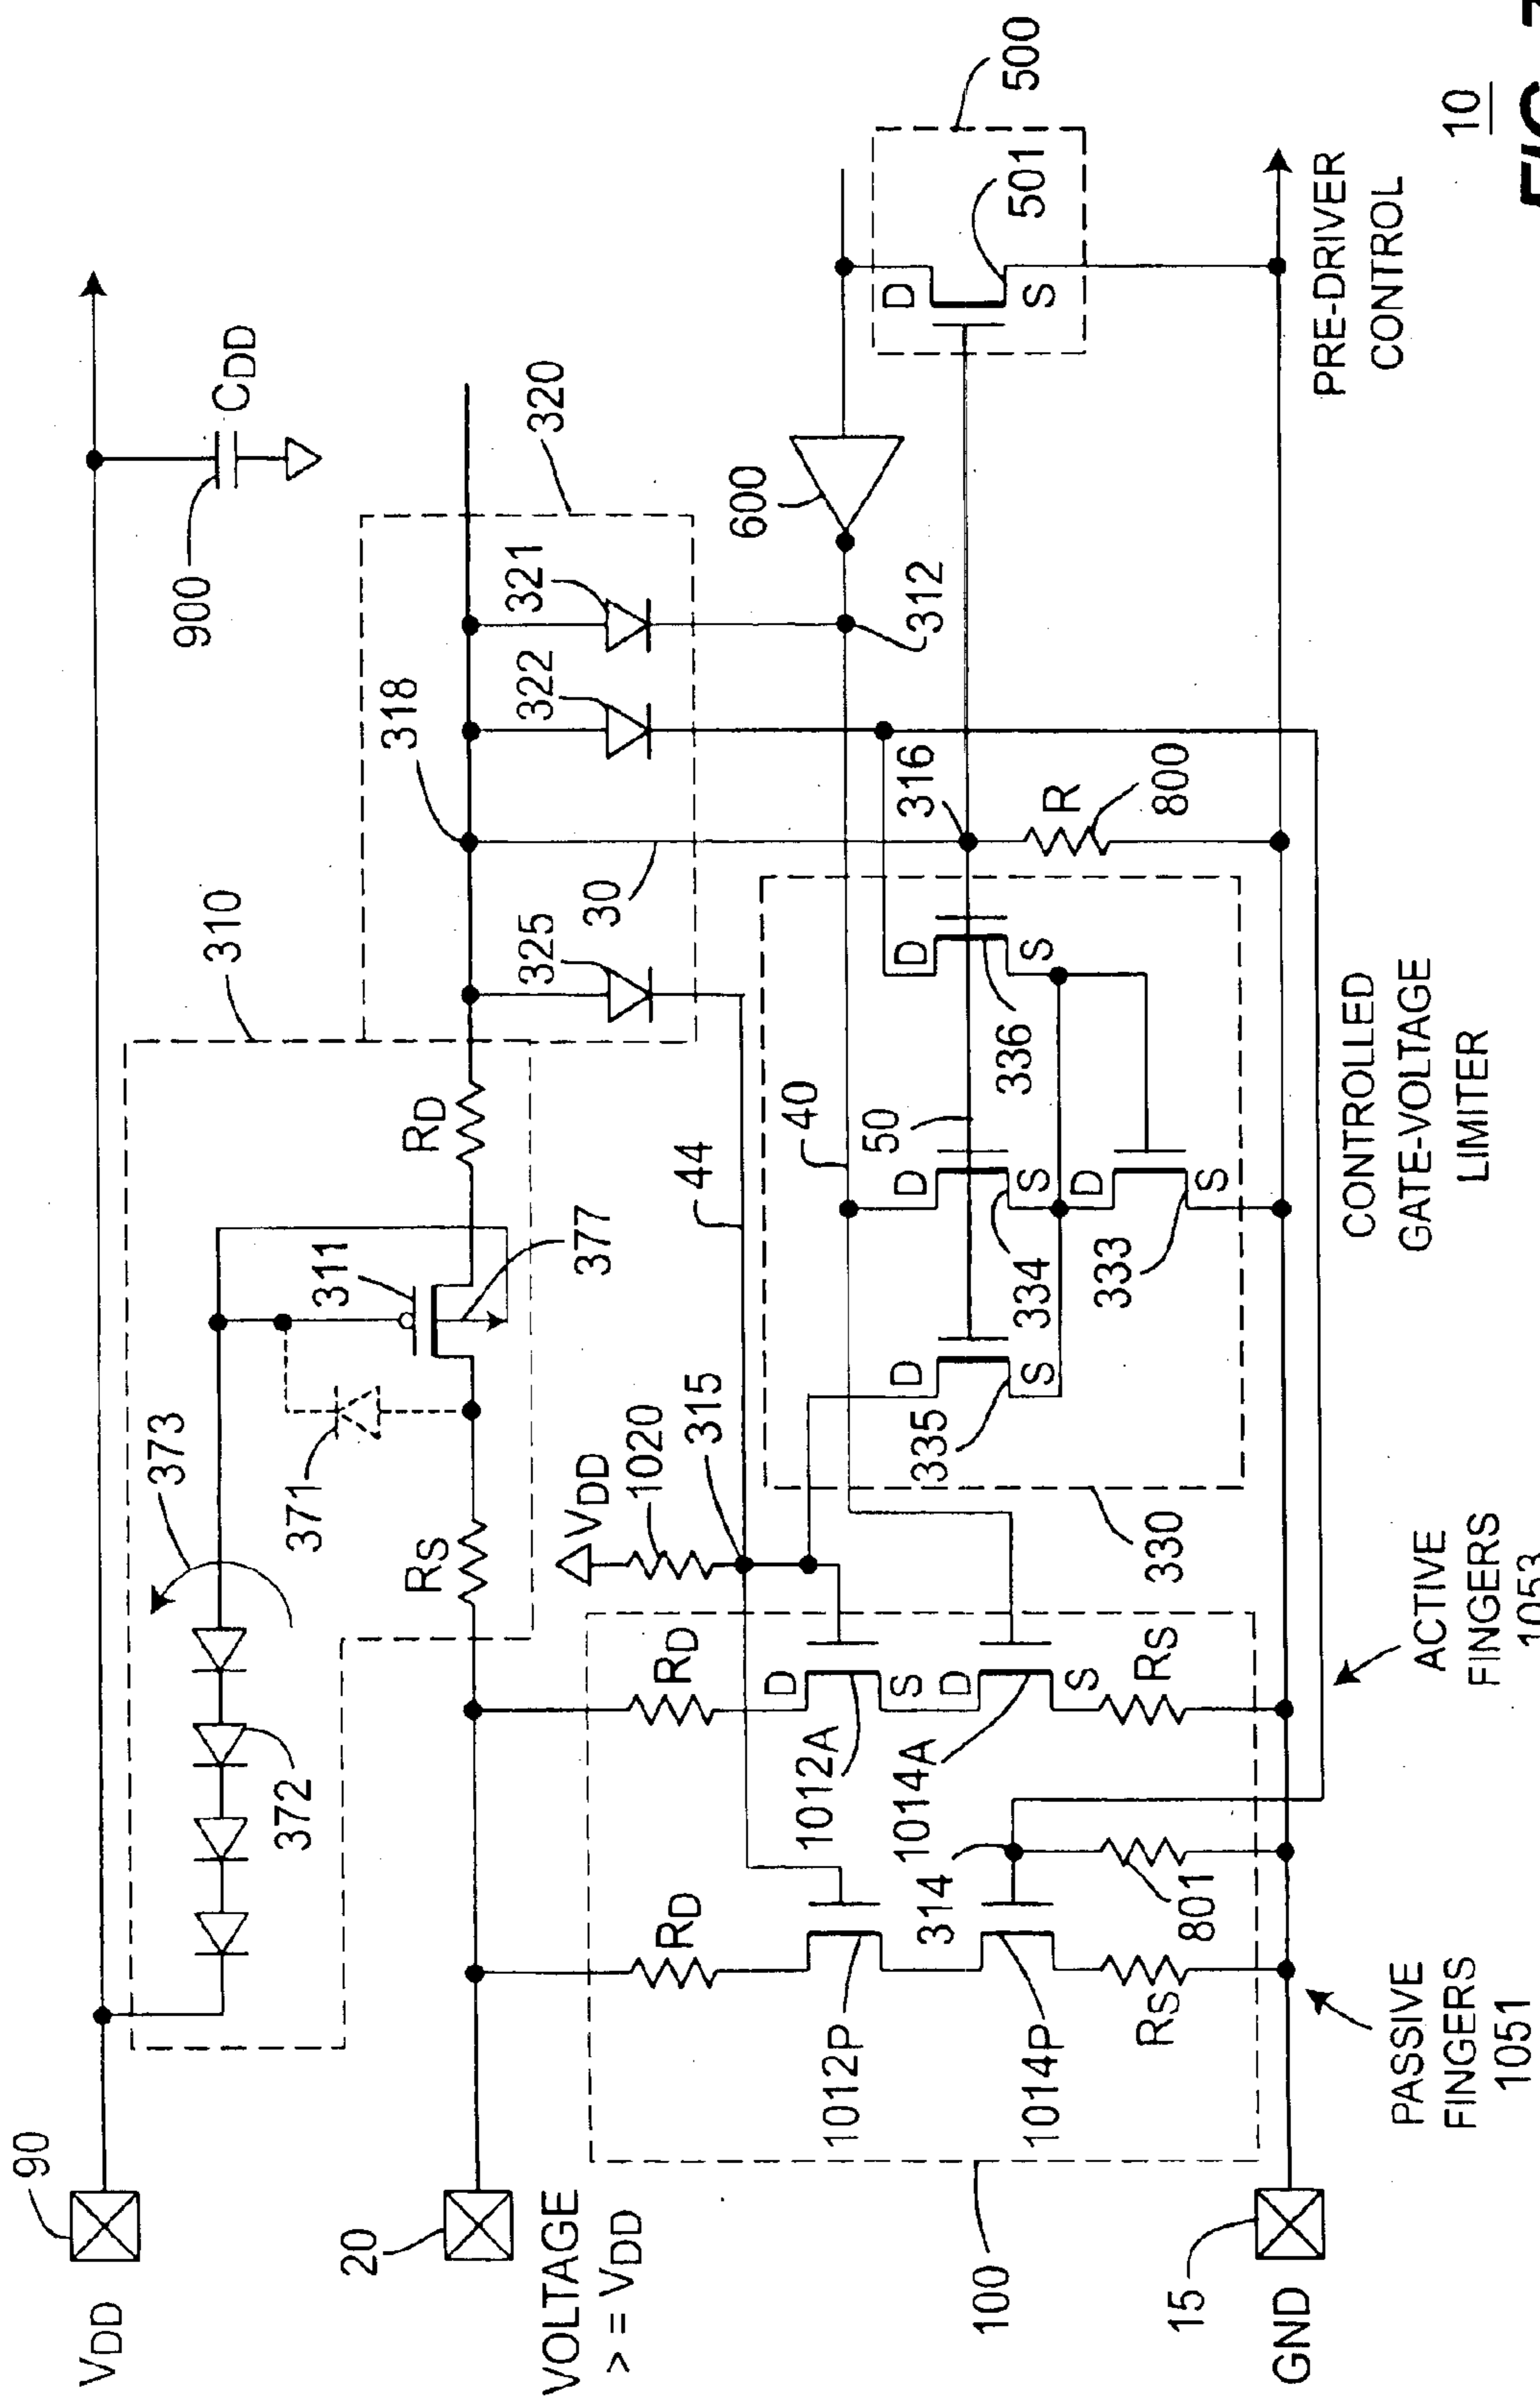 90
VDD
20
VOLTAGE
> = VDD
15
GND
100
310
373
372
371
311
377
RS
RD
318
320
325
322
321
30
900
CDD
VDD
1020
315
44
40
50
RD
RD
D
S
D
S
1012A
1014A
1012P
1014P
RS
RS
314
801
D
S
335
D
S
334
D
S
333
D
S
336
330
316
R
800
312
600
D
S
501
500
PASSIVE
FINGERS
1051
ACTIVE
FINGERS
1053
CONTROLLED
GATE-VOLTAGE
LIMITER
PRE-DRIVER
CONTROL
10
FIG.